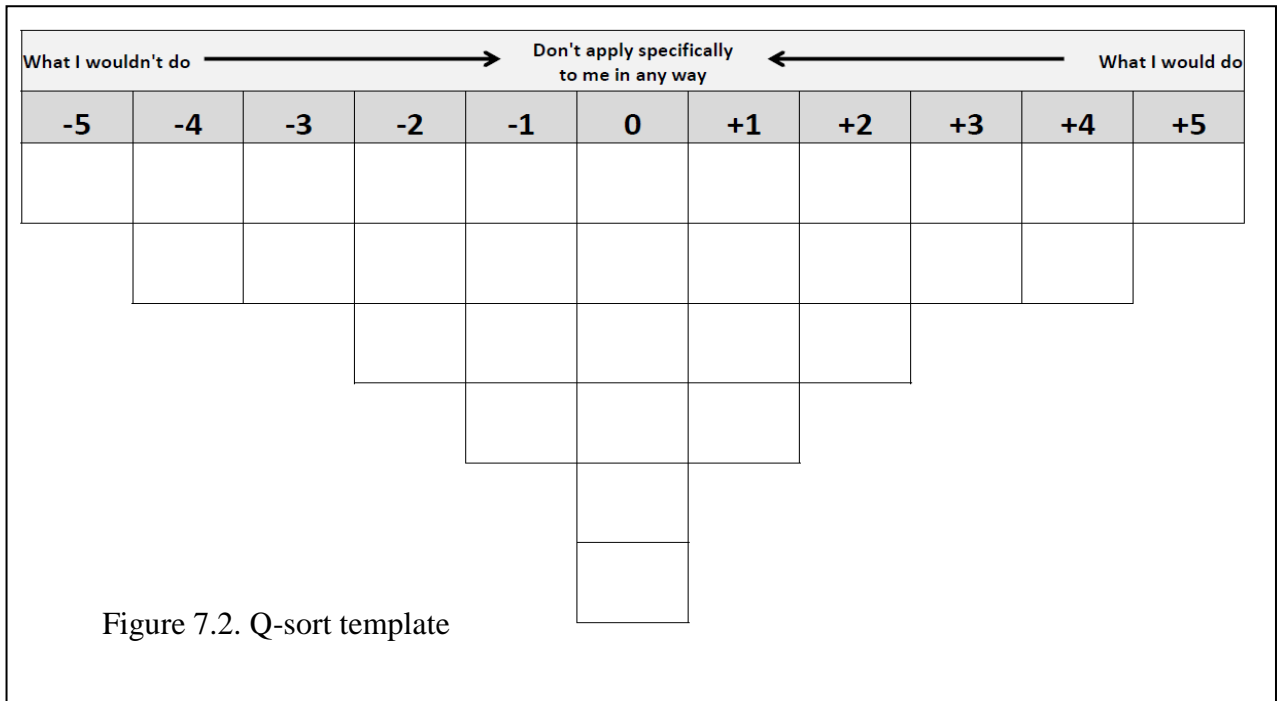 What I wouldn't do Don't apply specifically What I would do
to me in any way
-5 -4 -3 -2 -1 0 +1 +2 +3 +4 +5
Figure 7.2. Q-sort template